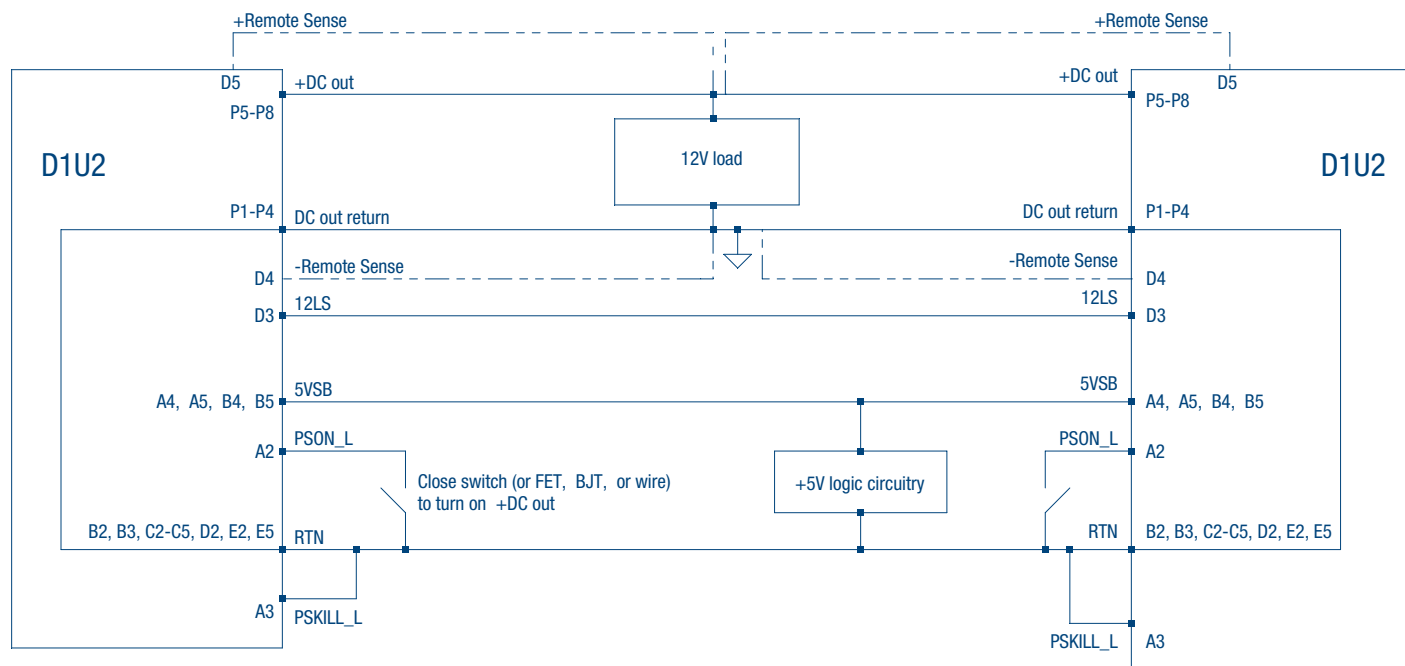 +Remote Sense
+Remote Sense
D5
+DC out
+DC out
D5
P5-P8
P5-P8
D1U2
12V load
D1U2
P1-P4
DC out return
DC out return
P1-P4
D4
-Remote Sense
-Remote Sense
D4
D3
12LS
12LS
D3
A4, A5, B4, B5
5VSB
5VSB
A4, A5, B4, B5
A2
PSON_L
PSON_L
A2
Close switch (or FET, BJT, or wire)
to turn on +DC out
+5V logic circuitry
B2, B3, C2-C5, D2, E2, E5
RTN
RTN
B2, B3, C2-C5, D2, E2, E5
A3
PSKILL_L
PSKILL_L
A3